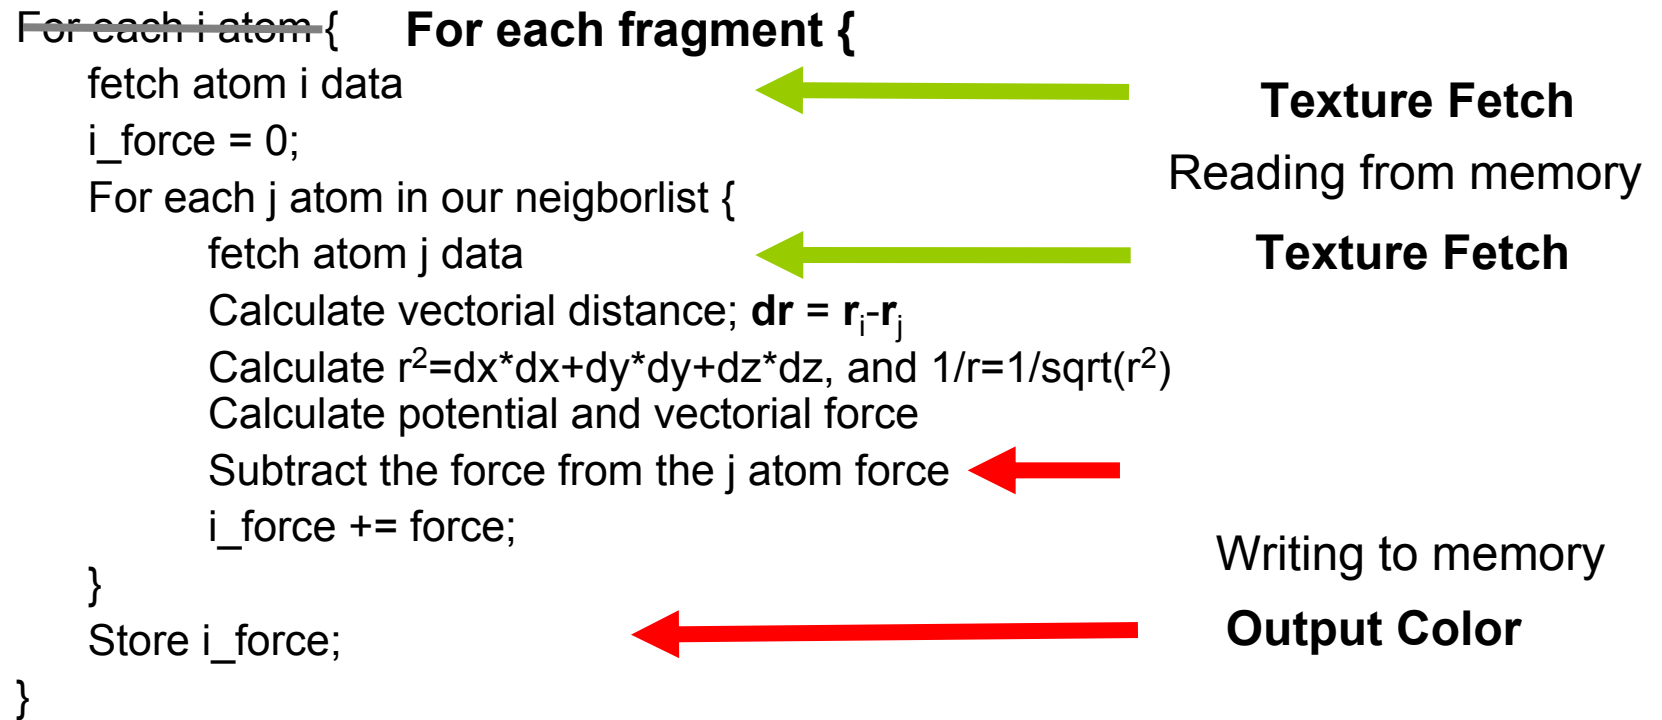 For each i atom { For each fragment {
fetch atom i data
Texture Fetch
i_force = 0;
Reading from memory
For each j atom in our neigborlist {
fetch atom j data
Texture Fetch
Calculate vectorial distance; dr = ri-rj
Calculate r²=dx*dx+dy*dy+dz*dz, and 1/r=1/sqrt(r²)
Calculate potential and vectorial force
Subtract the force from the j atom force
i_force += force;
Writing to memory
}
Store i_force;
Output Color
}